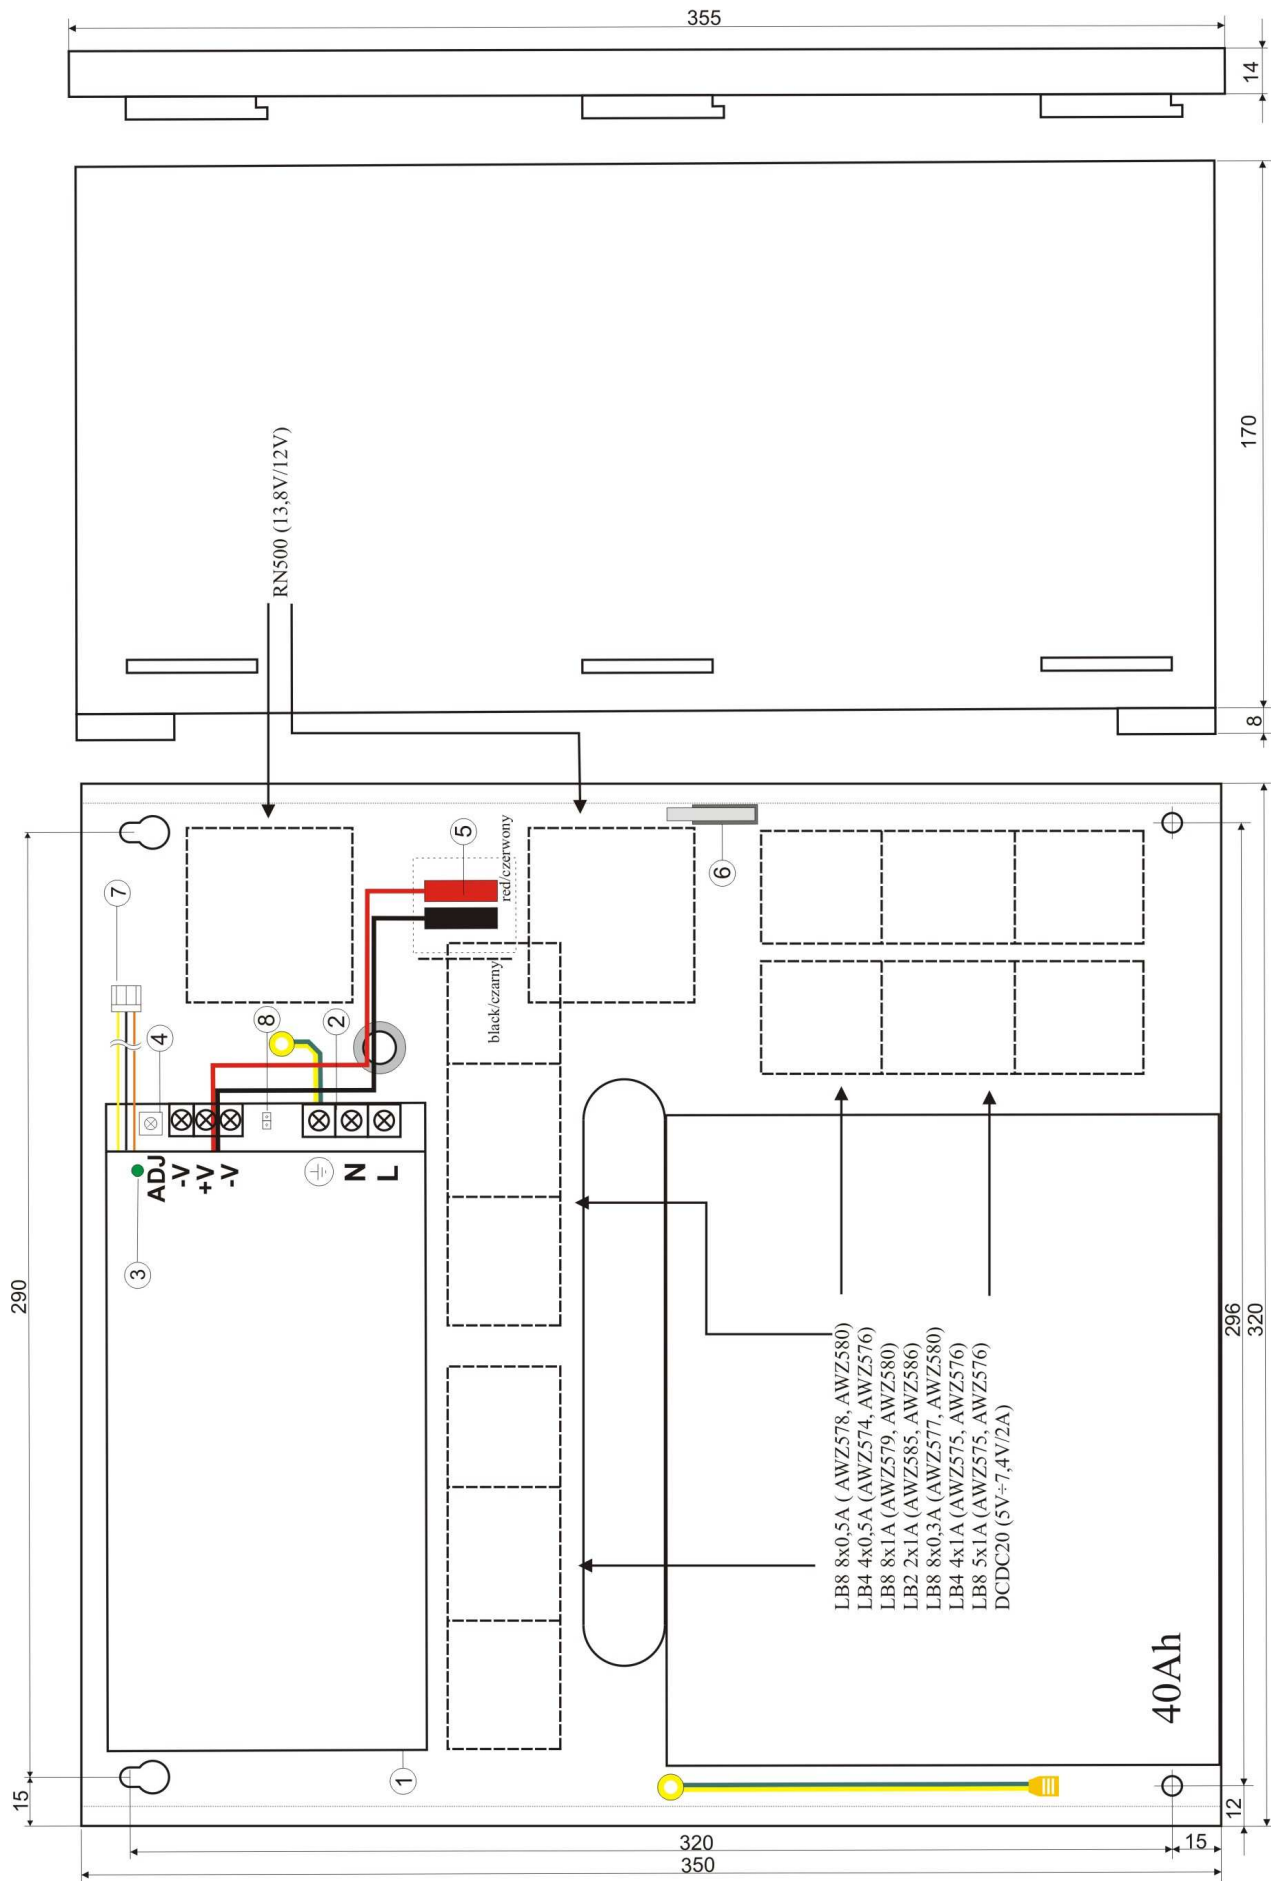 355
14
170
8
RN500 (13,8V/12V)
290
15
7
4
8
2
5
6
3
1
red/czerwony
black/czarny
ADJ
-V
+V
-V
N
L
LB8 8x0,5A ( AWZ578, AWZ580)
LB4 4x0,5A (AWZ574, AWZ576)
LB8 8x1A (AWZ579, AWZ580)
LB2 2x1A (AWZ585, AWZ586)
LB8 8x0,3A (AWZ577, AWZ580)
LB4 4x1A (AWZ575, AWZ576)
LB8 5x1A (AWZ575, AWZ576)
DCDC20 (5V÷7,4V/2A)
40Ah
296
320
12
320
15
350